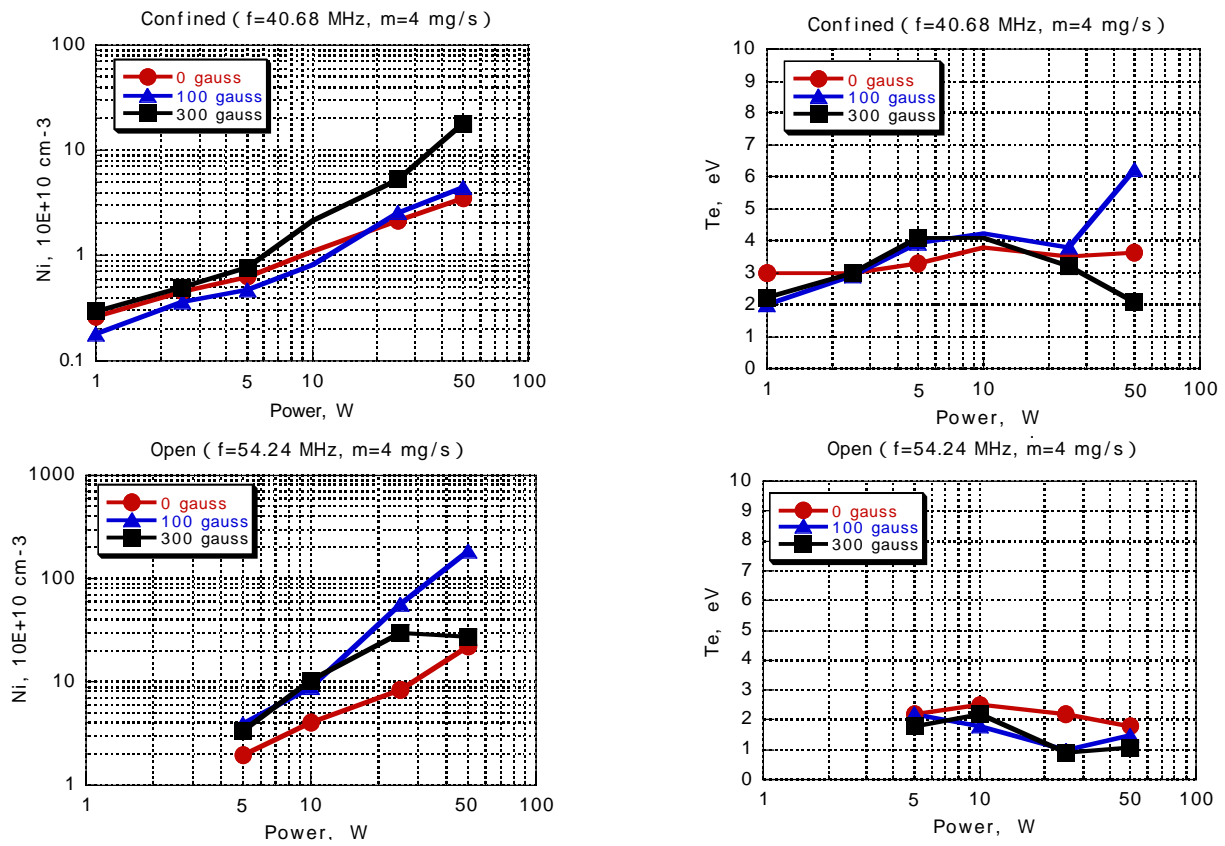 Confined ( f=40.68 MHz, m=4 mg/s )
100
10
1
0.1
Ni, 10E+10 cm-3
0 gauss
100 gauss
300 gauss
1
5
10
50
100
Power, W
Confined ( f=40.68 MHz, m=4 mg/s )
10
9
8
7
6
5
4
3
2
1
0
Te, eV
0 gauss
100 gauss
300 gauss
1
5
10
50
100
Power, W
Open ( f=54.24 MHz, m=4 mg/s )
1000
100
10
1
Ni, 10E+10 cm-3
0 gauss
100 gauss
300 gauss
1
5
10
50
100
Power, W
Open ( f=54.24 MHz, ṁ=4 mg/s )
10
9
8
7
6
5
4
3
2
1
0
Te, eV
0 gauss
100 gauss
300 gauss
1
5
10
50
100
Power, W